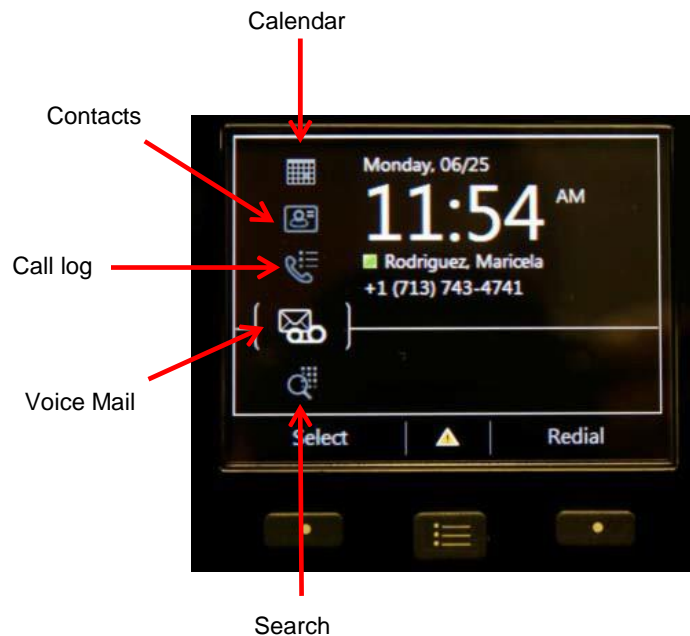 Calendar
Contacts
Call log
Voice Mail
Search
Monday, 06/25
11:54 AM
Rodriguez, Maricela
+1 (713) 743-4741
Select
Redial